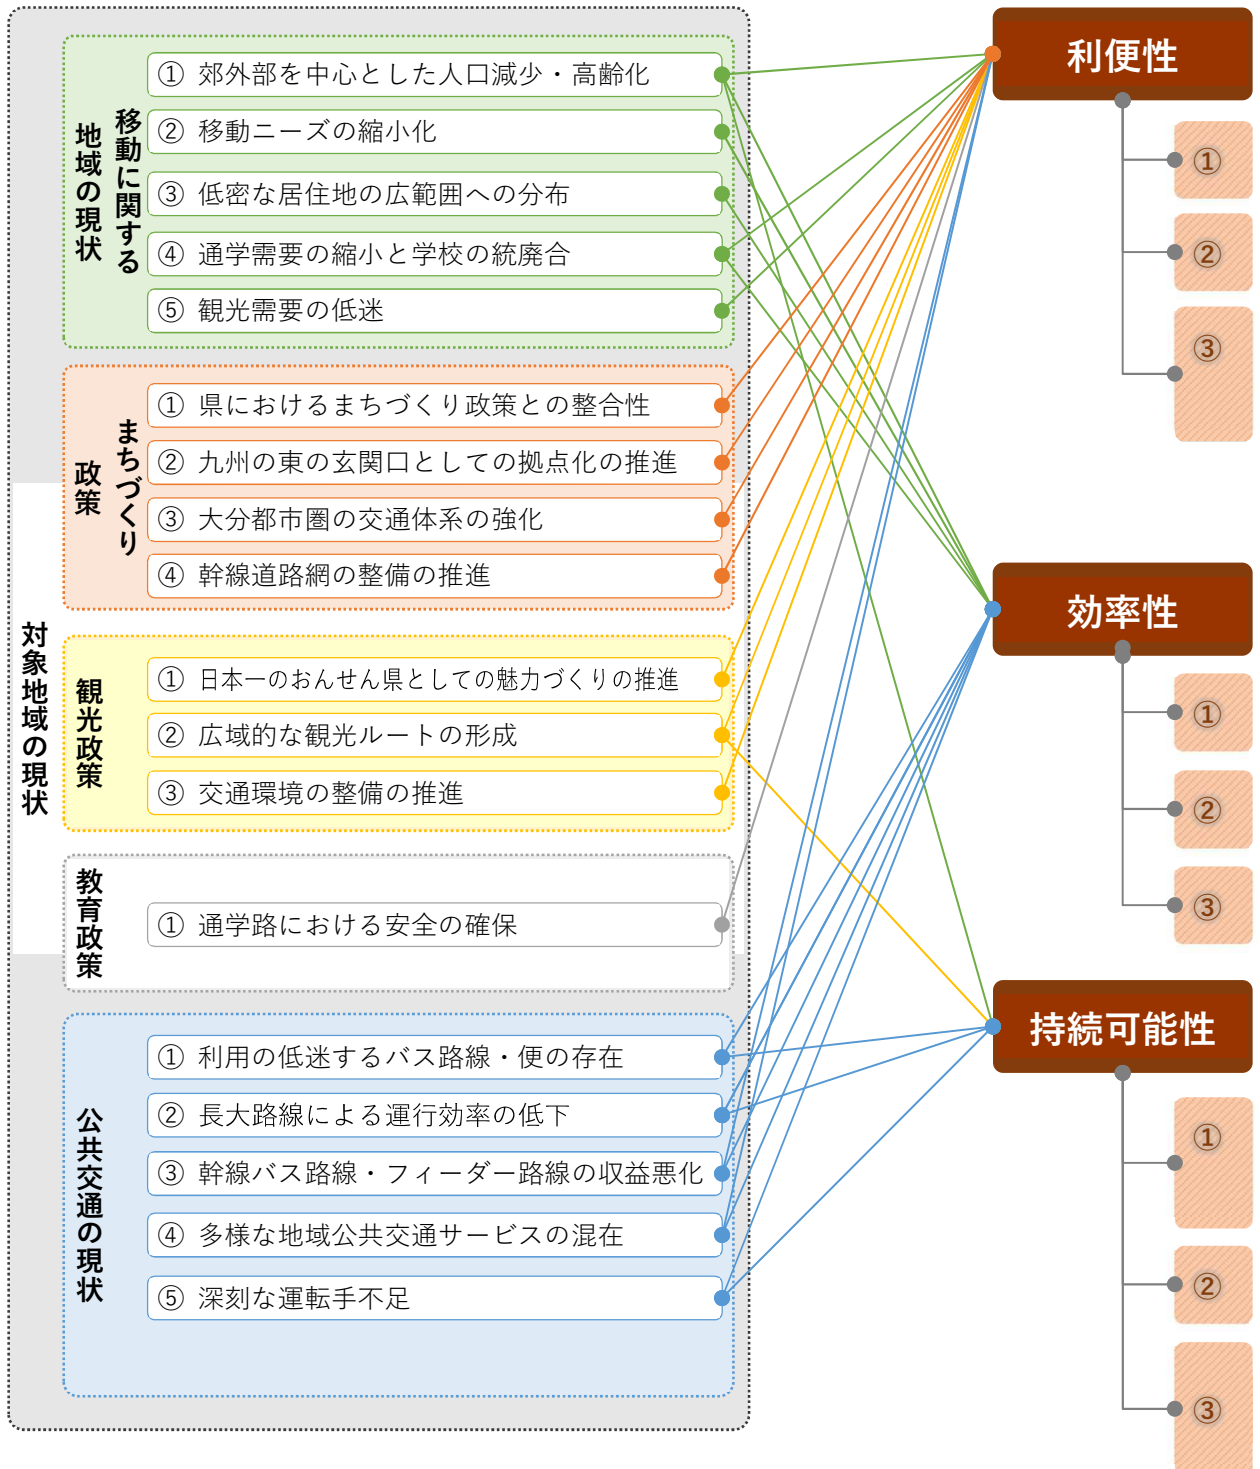 対象地域の現状
移動に関する
地域の現状
① 郊外部を中心とした人口減少・高齢化
② 移動ニーズの縮小化
③ 低密な居住地の広範囲への分布
④ 通学需要の縮小と学校の統廃合
⑤ 観光需要の低迷
まちづくり
政策
① 県におけるまちづくり政策との整合性
② 九州の東の玄関口としての拠点化の推進
③ 大分都市圏の交通体系の強化
④ 幹線道路網の整備の推進
観光政策
① 日本一のおんせん県としての魅力づくりの推進
② 広域的な観光ルートの形成
③ 交通環境の整備の推進
教育政策
① 通学路における安全の確保
公共交通の現状
① 利用の低迷するバス路線・便の存在
② 長大路線による運行効率の低下
③ 幹線バス路線・フィーダー路線の収益悪化
④ 多様な地域公共交通サービスの混在
⑤ 深刻な運転手不足
利便性
①
②
③
効率性
①
②
③
持続可能性
①
②
③